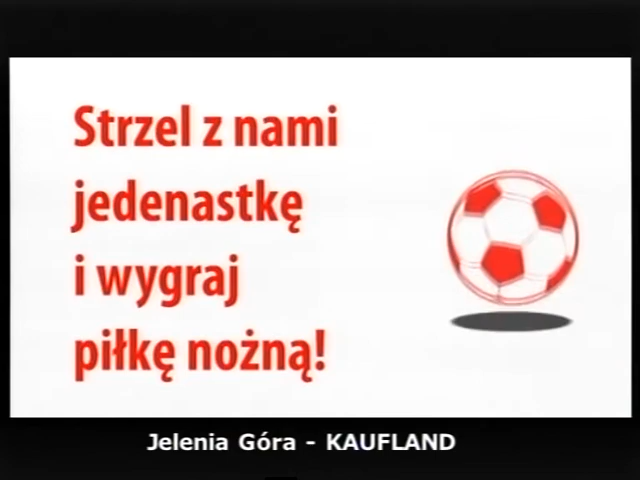 Strzel z nami
jedenastkę
i wygraj
piłkę nożną!
Jelenia Góra - KAUFLAND